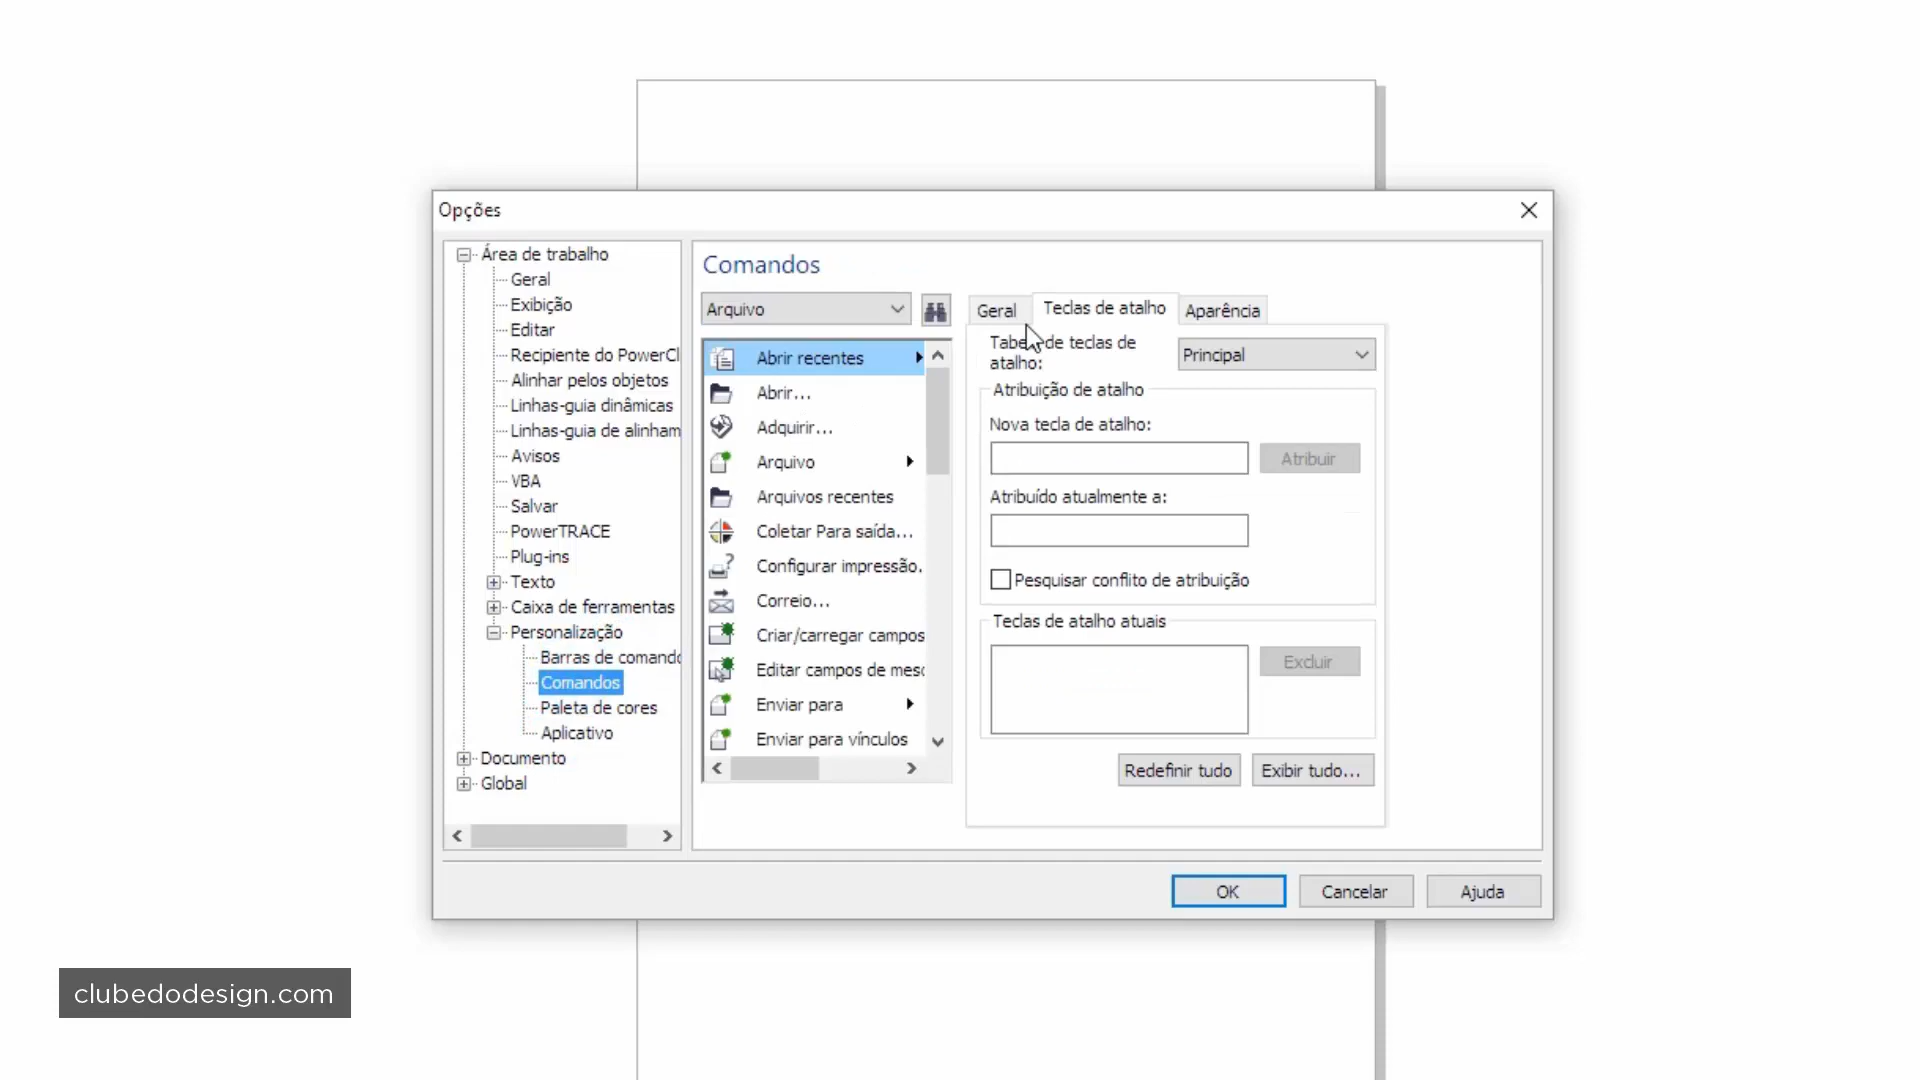 Opções
Área de trabalho
Geral
Exibição
Editar
Recipiente do PowerCl
Alinhar pelos objetos
Linhas-guia dinâmicas
Linhas-guia de alinham
Avisos
VBA
Salvar
PowerTRACE
Plug-ins
Texto
Caixa de ferramentas
Personalização
Barras de comando
Comandos
Paleta de cores
Aplicativo
Documento
Global
Comandos
Arquivo
Abrir recentes
Abrir...
Adquirir...
Arquivo
Arquivos recentes
Coletar Para saída...
Configurar impressão.
Correio...
Criar/carregar campos
Editar campos de mesc
Enviar para
Enviar para vínculos
Geral
Teclas de atalho
Aparência
Tabela de teclas de
atalho:
Principal
Atribuição de atalho
Nova tecla de atalho:
Atribuir
Atribuído atualmente a:
Pesquisar conflito de atribuição
Teclas de atalho atuais
Excluir
Redefinir tudo
Exibir tudo...
OK
Cancelar
Ajuda
clubedodesign.com